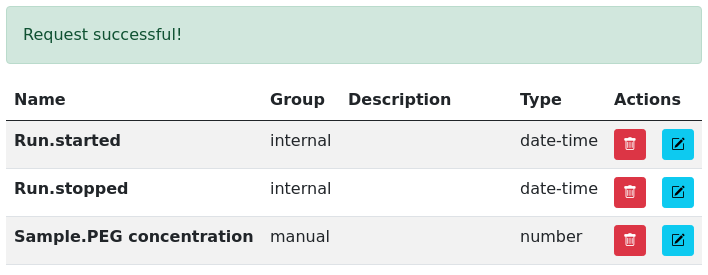 Request successful!
Name Group Description Type Actions
Run.started internal date-time
Run.stopped internal date-time
Sample.PEG concentration manual number